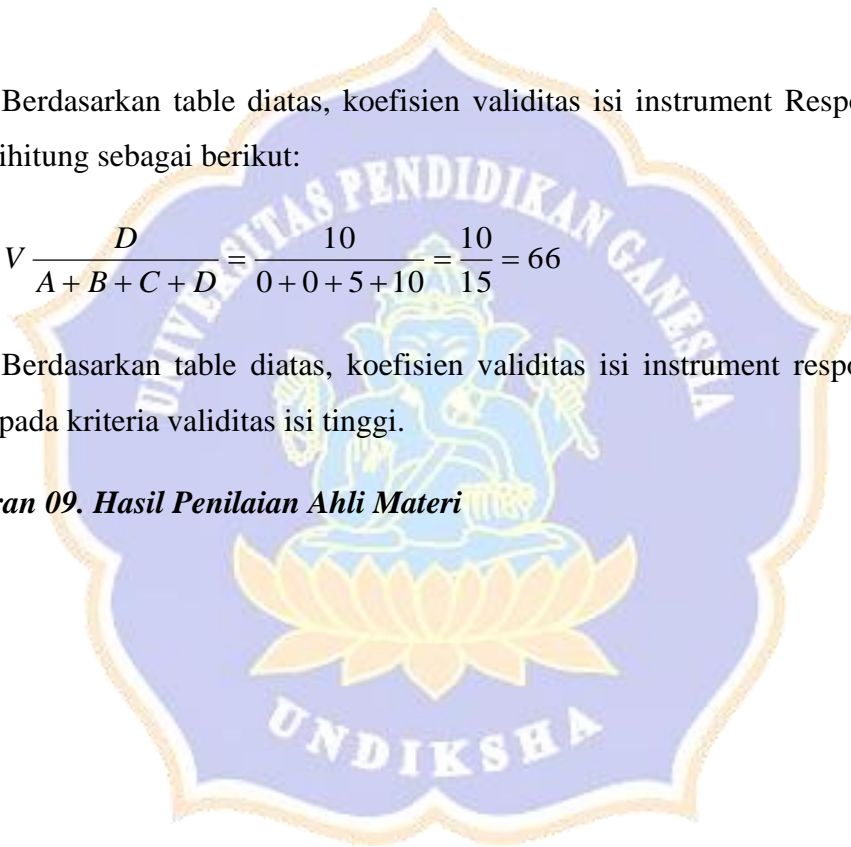 Berdasarkan table diatas, koefisien validitas isi instrument Respo
ihitung sebagai berikut:
V D/(A + B + C + D) = 10/(0 + 0 + 5 + 10) = 10/15 = 66
Berdasarkan table diatas, koefisien validitas isi instrument respo
pada kriteria validitas isi tinggi.
ran 09. Hasil Penilaian Ahli Materi
UNIVERSITAS PENDIDIKAN GANESHA
UNDIKSHA